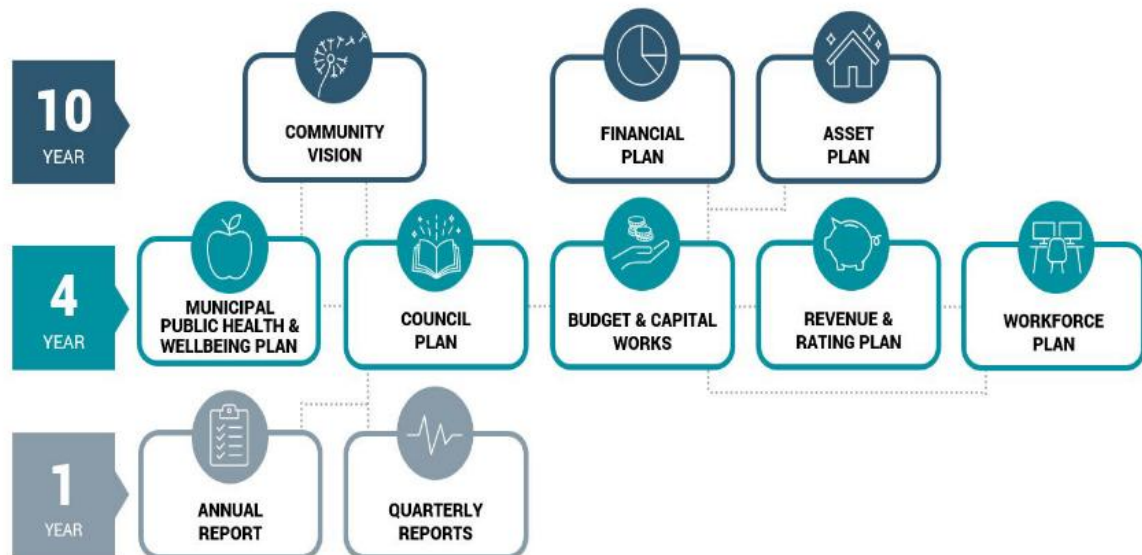 10
YEAR
COMMUNITY
VISION
FINANCIAL
PLAN
ASSET
PLAN
4
YEAR
MUNICIPAL
PUBLIC HEALTH &
WELLBEING PLAN
COUNCIL
PLAN
BUDGET & CAPITAL
WORKS
REVENUE &
RATING PLAN
WORKFORCE
PLAN
1
YEAR
ANNUAL
REPORT
QUARTERLY
REPORTS